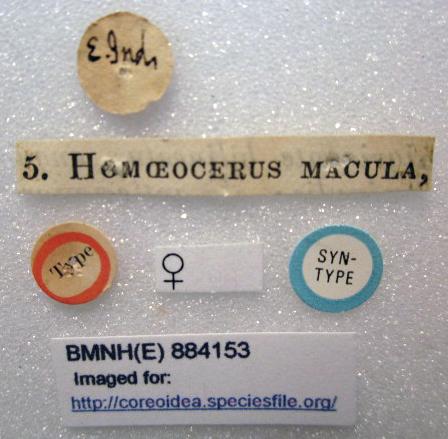 E. Ind,
5. HOMŒOCERUS MACULA,
Type
♀
SYN-
TYPE
BMNH(E) 884153
Imaged for:
http://coreoidea.speciesfile.org/